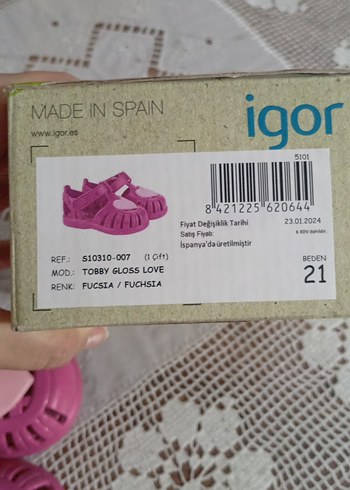 MADE IN SPAIN
www.igor.es
igor
5101
8 421225 620644
Fiyat Değişiklik Tarihi 23.01.2024
Satış Fiyatı:
İspanya'da üretilmiştir
REF.: S10310-007 (1 Çift)
MOD.: TOBBY GLOSS LOVE
RENK: FUCSIA / FUCHSIA
BEDEN
21